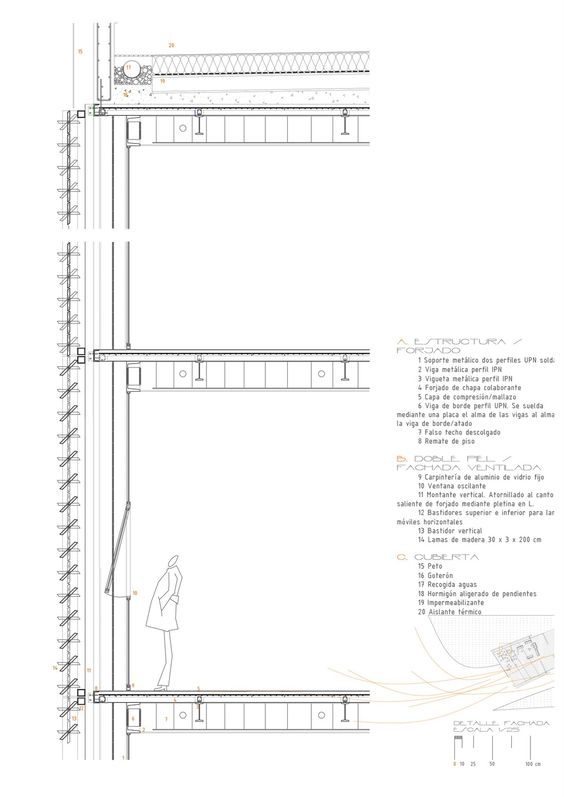 20
15
17
19
16
A. ESTRUCTURA /
FORJADO
1 Soporte metálico dos perfiles UPN sold
2 Viga metálica perfil IPN
3 Vigueta metálica perfil IPN
4 Forjado de chapa colaborante
5 Capa de compresión/mallazo
6 Viga de borde perfil UPN. Se suelda
mediante una placa el alma de las vigas al alma
la viga de borde/atado
7 Falso techo descolgado
8 Remate de piso
B. DOBLE PIEL /
FACHADA VENTILADA
9 Carpintería de aluminio de vidrio fijo
10 Ventana oscilante
11 Montante vertical. Atornillado al canto
saliente de forjado mediante pletina en L.
12 Bastidores superior e inferior para lar
móviles horizontales
13 Bastidor vertical
14 Lamas de madera 30 x 3 x 200 cm
C. CUBIERTA
15 Peto
16 Goterón
17 Recogida aguas
18 Hormigón aligerado de pendientes
19 Impermeabilizante
20 Aislante térmico
10
14
11
8
9
5
4
13
6
7
2
1
DETALLE FACHADA
ESCALA 1/25
0 10 25 50 100 cm